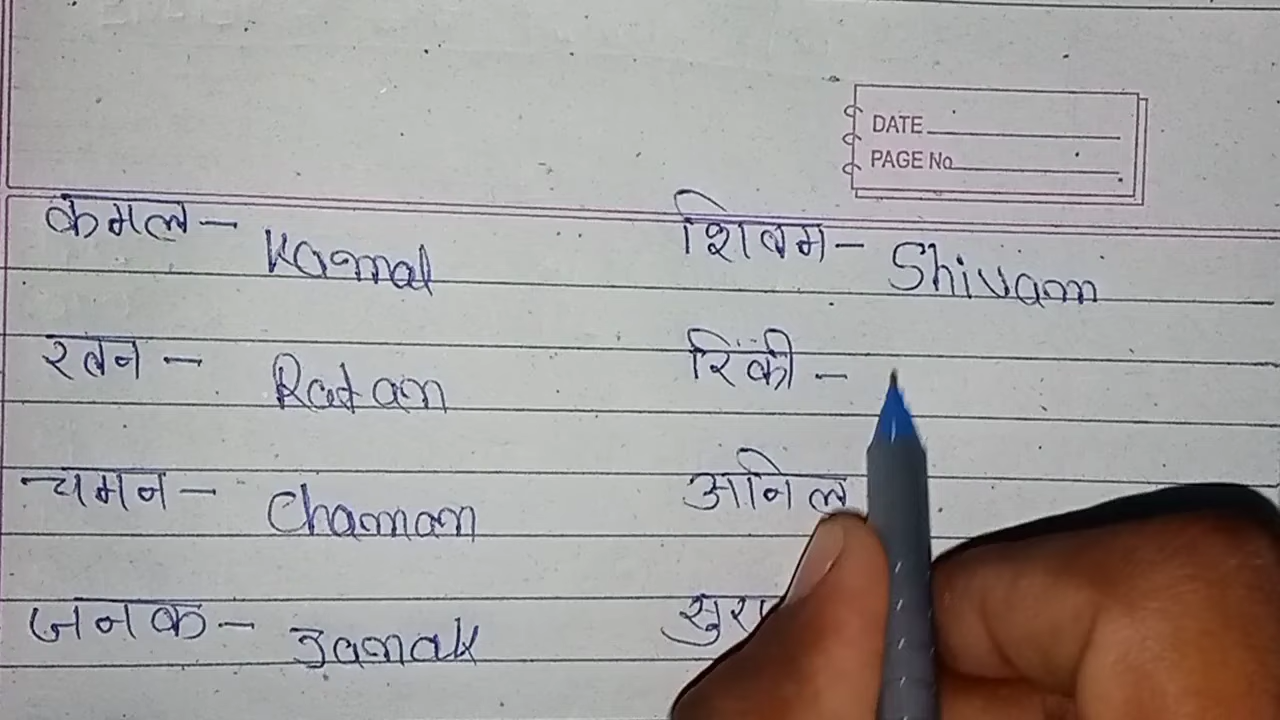 DATE
PAGE No
कमल - Kamal
शिवम - Shivam
रतन - Ratan
रिंकी -
चमन - Chaman
अनिल
जनक - Janak